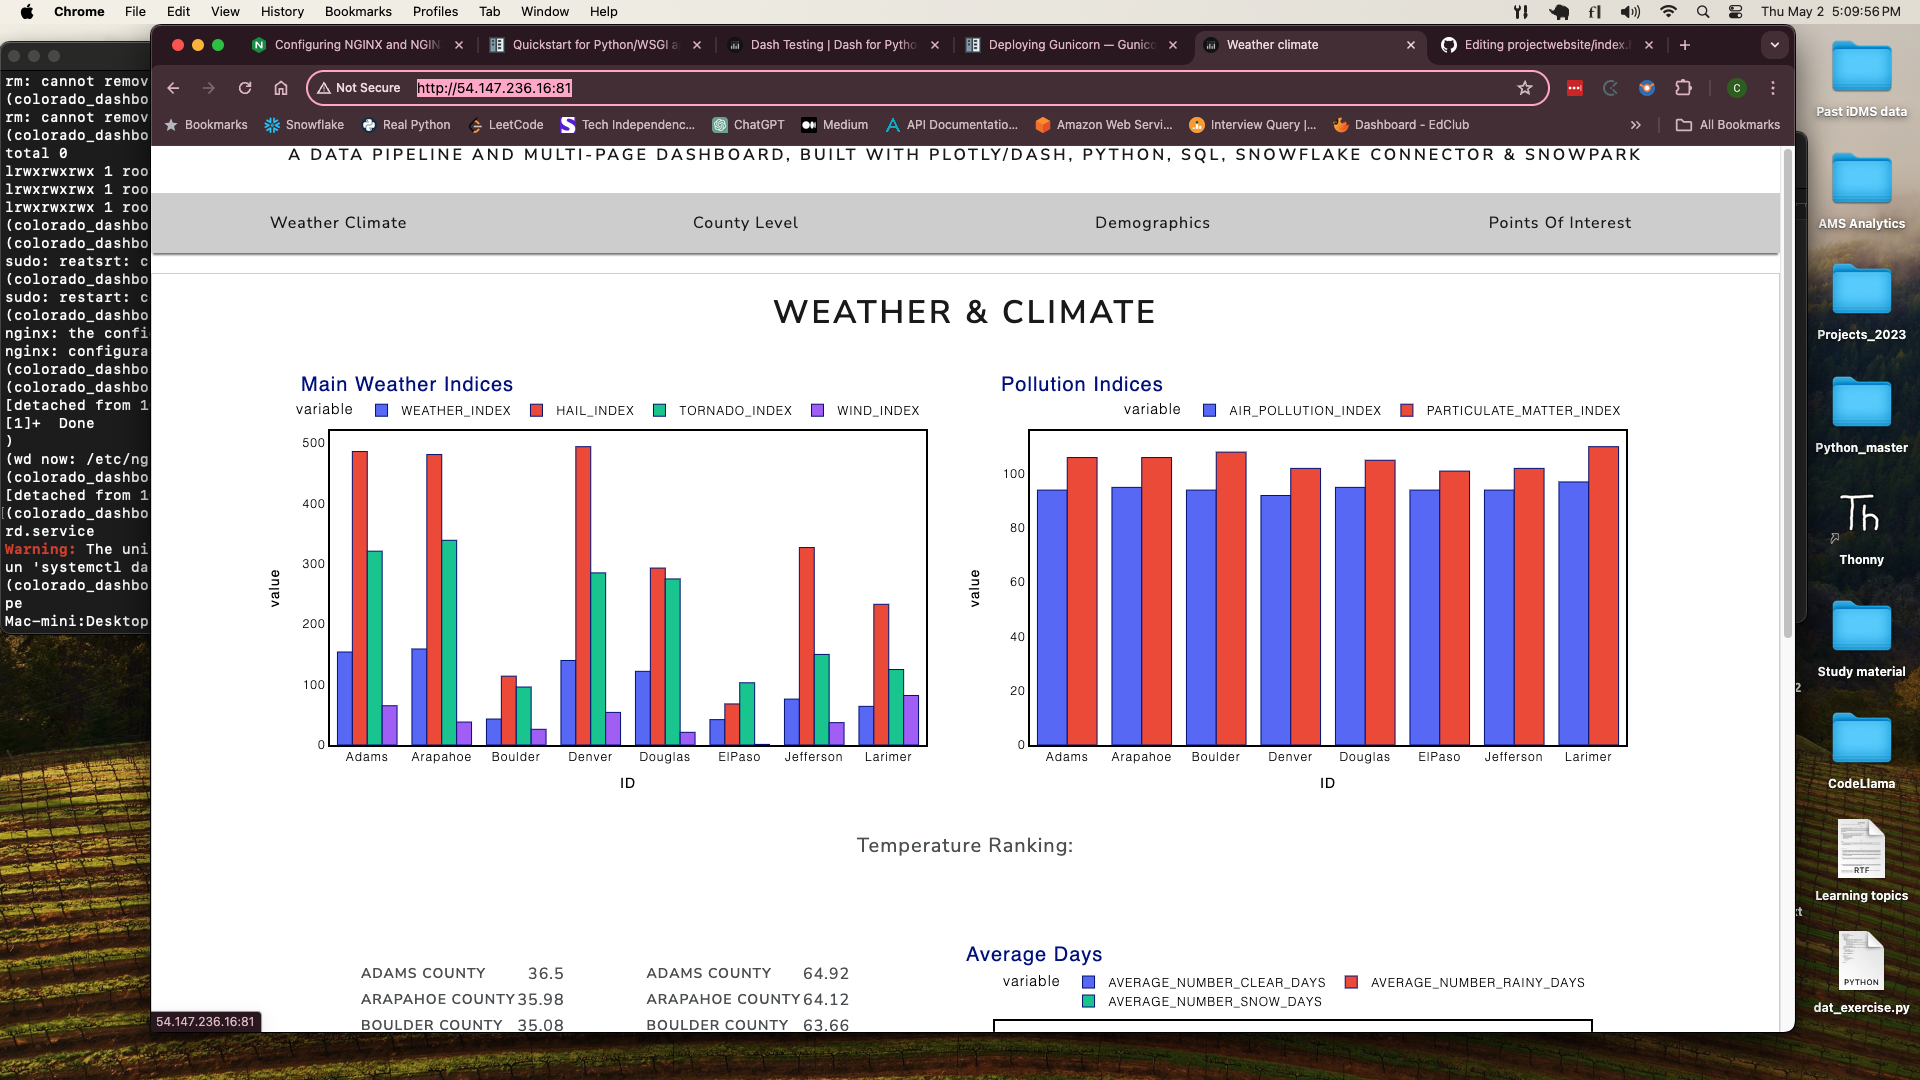 Chrome File Edit View History Bookmarks Profiles Tab Window Help Thu May 2 5:09:56 PM
Configuring NGINX and NGIN Quickstart for Python/WSGI a Dash Testing | Dash for Pytho Deploying Gunicorn — Gunico Weather climate Editing projectwebsite/index.
Not Secure http://54.147.236.16:81
Bookmarks Snowflake Real Python LeetCode Tech Independenc... ChatGPT Medium API Documentatio... Amazon Web Servi... Interview Query |... Dashboard - EdClub » All Bookmarks
A DATA PIPELINE AND MULTI-PAGE DASHBOARD, BUILT WITH PLOTLY/DASH, PYTHON, SQL, SNOWFLAKE CONNECTOR & SNOWPARK
Weather Climate County Level Demographics Points Of Interest
WEATHER & CLIMATE
Main Weather Indices
variable WEATHER_INDEX HAIL_INDEX TORNADO_INDEX WIND_INDEX
500
400
300
200
100
0
value
Adams Arapahoe Boulder Denver Douglas ElPaso Jefferson Larimer
ID
Pollution Indices
variable AIR_POLLUTION_INDEX PARTICULATE_MATTER_INDEX
100
80
60
40
20
0
value
Adams Arapahoe Boulder Denver Douglas ElPaso Jefferson Larimer
ID
Temperature Ranking:
ADAMS COUNTY 36.5
ARAPAHOE COUNTY 35.98
BOULDER COUNTY 35.08
ADAMS COUNTY 64.92
ARAPAHOE COUNTY 64.12
BOULDER COUNTY 63.66
Average Days
variable AVERAGE_NUMBER_CLEAR_DAYS AVERAGE_NUMBER_RAINY_DAYS
AVERAGE_NUMBER_SNOW_DAYS
54.147.236.16:81
rm: cannot remov
(colorado_dashbo
rm: cannot remov
(colorado_dashbo
total 0
lrwxrwxrwx 1 roo
lrwxrwxrwx 1 roo
lrwxrwxrwx 1 roo
(colorado_dashbo
(colorado_dashbo
sudo: reatsrt: c
(colorado_dashbo
sudo: restart: c
(colorado_dashbo
nginx: the confi
nginx: configura
(colorado_dashbo
(colorado_dashbo
[detached from 1
[1]+ Done
)
(wd now: /etc/ng
(colorado_dashbo
[detached from 1
(colorado_dashbo
rd.service
Warning: The uni
un 'systemctl da
(colorado_dashbo
pe
Mac-mini:Desktop
Past iDMS data
AMS Analytics
Projects_2023
Python_master
Th
Thonny
Study material
CodeLlama
RTF
Learning topics
PYTHON
dat_exercise.py